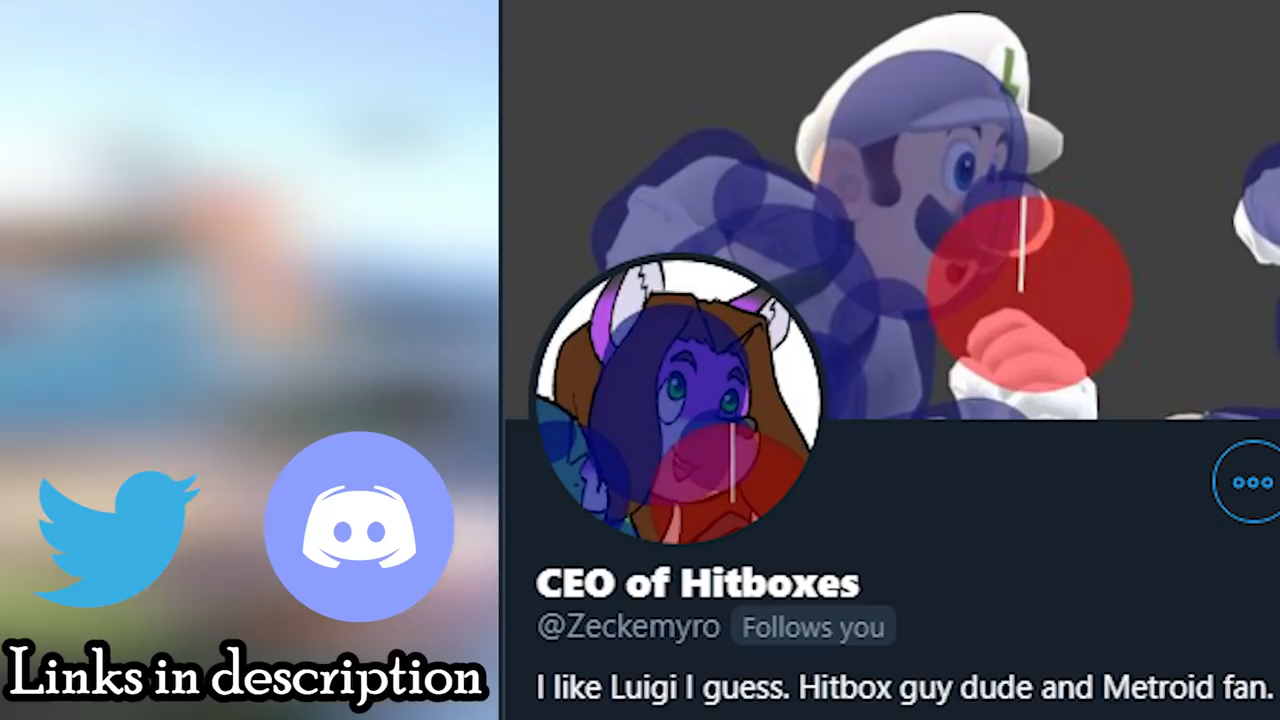 Links in description
CEO of Hitboxes
@Zeckemyro Follows you
I like Luigi I guess. Hitbox guy dude and Metroid fan.